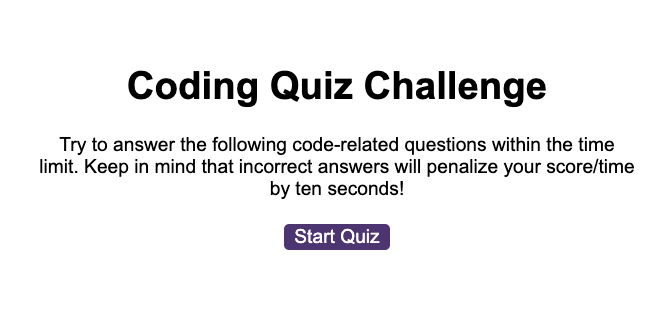 Coding Quiz Challenge
Try to answer the following code-related questions within the time
limit. Keep in mind that incorrect answers will penalize your score/time
by ten seconds!
Start Quiz